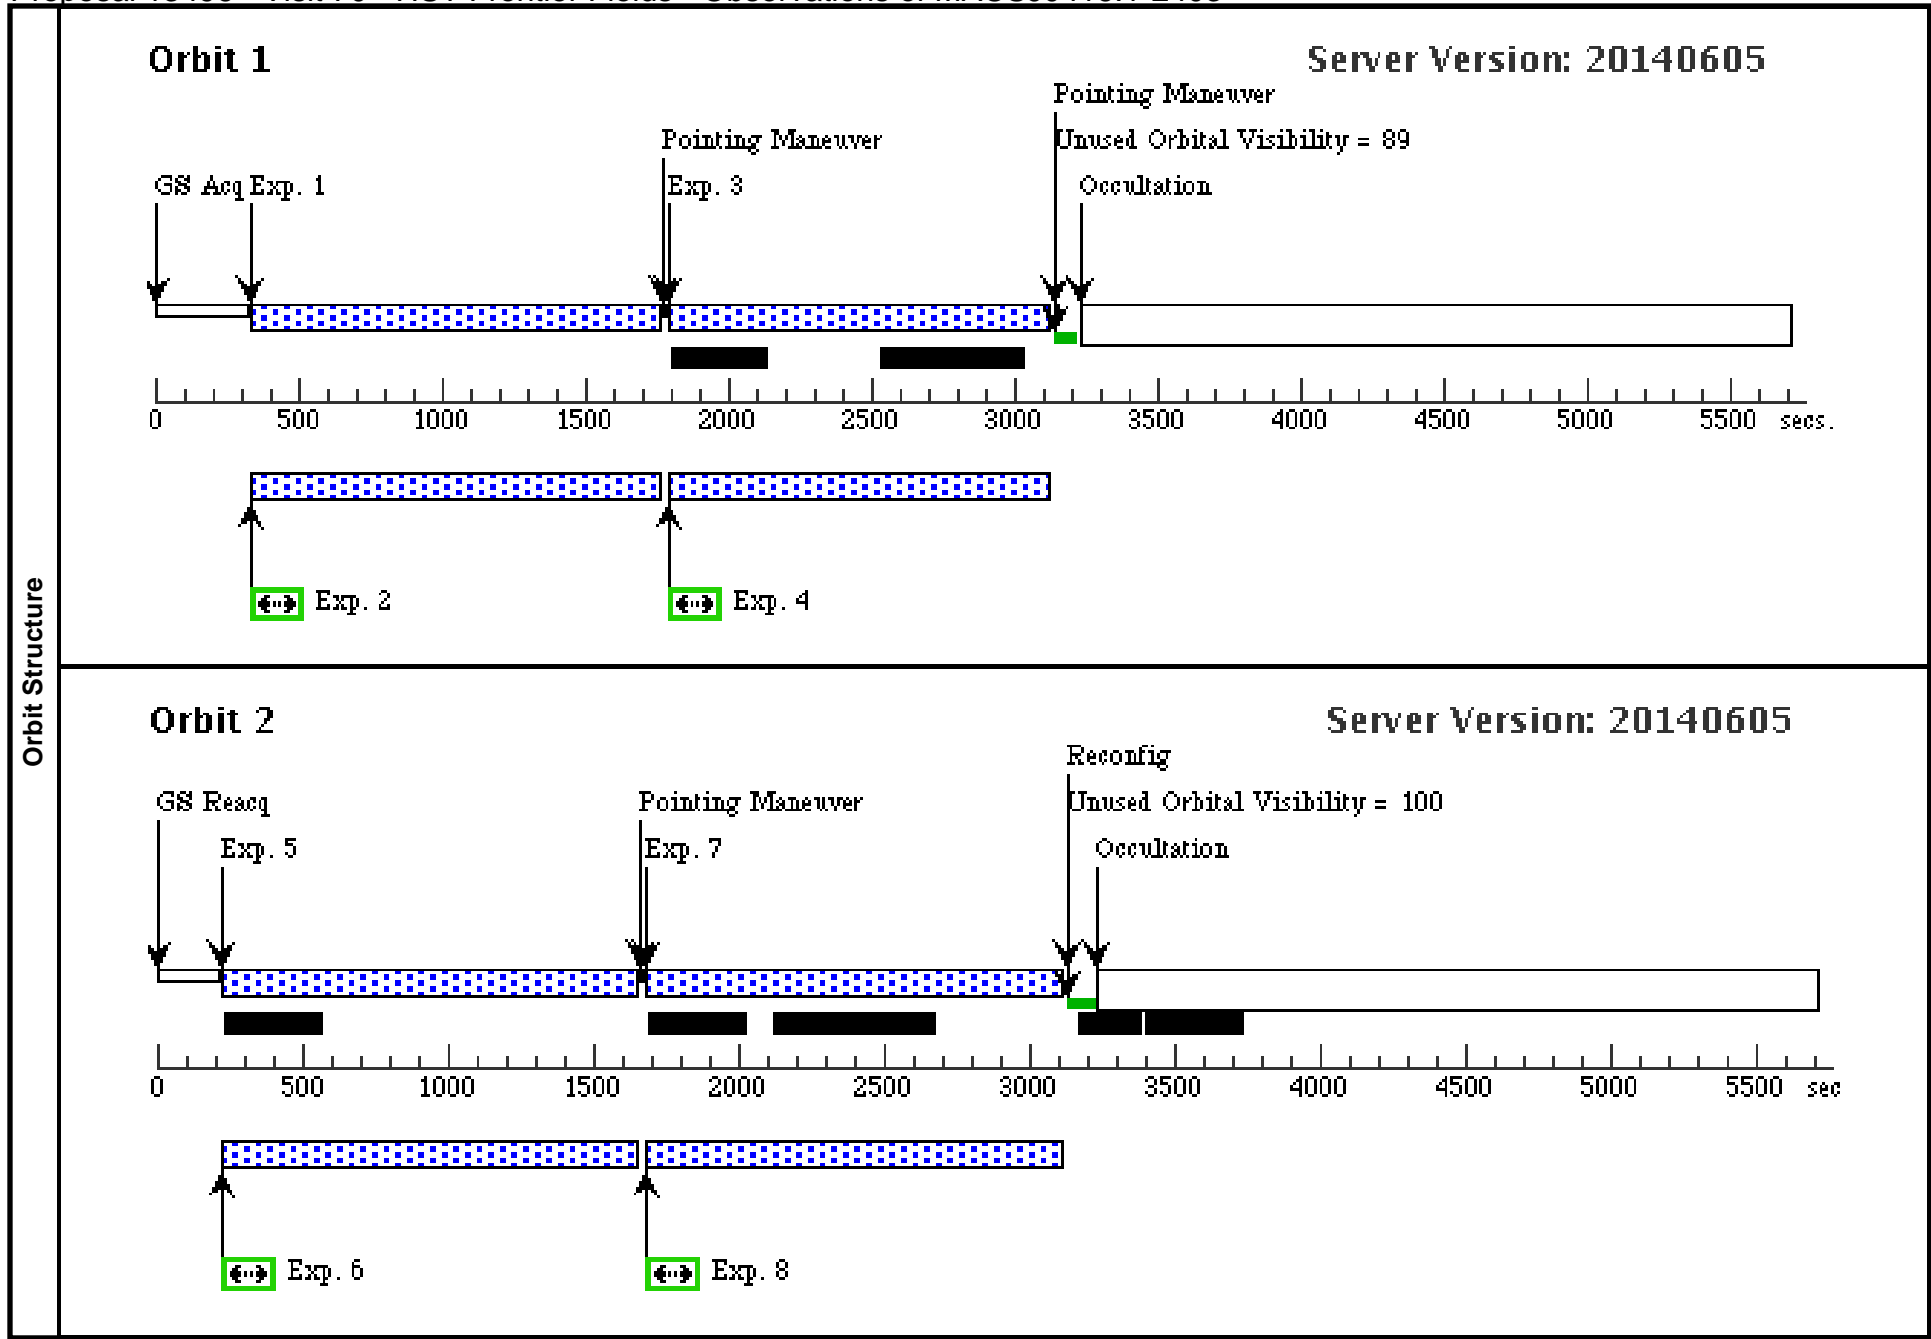 Orbit 1
Server Version: 20140605
Pointing Maneuver
Pointing Maneuver
Unused Orbital Visibility = 89
GS Acq
Exp. 1
Exp. 3
Occultation
0 500 1000 1500 2000 2500 3000 3500 4000 4500 5000 5500 secs.
Exp. 2
Exp. 4
Orbit Structure
Orbit 2
Server Version: 20140605
Reconfig
GS Reacq
Pointing Maneuver
Unused Orbital Visibility = 100
Exp. 5
Exp. 7
Occultation
0 500 1000 1500 2000 2500 3000 3500 4000 4500 5000 5500 sec
Exp. 6
Exp. 8